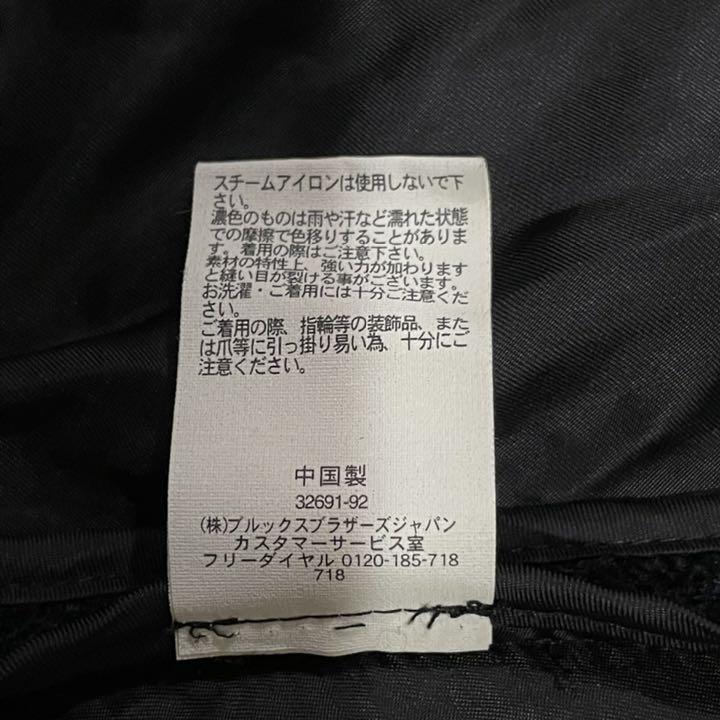 スチームアイロンは使用しないで下
さい。
濃色のものは雨や汗など濡れた状態
での摩擦で色移りすることがありま
す。着用の際はご注意下さい。
素材の特性上、強い力が加わりますと
と縫い目が裂ける事がございます。
お洗濯・ご着用には十分ご注意くだ
さい。
ご着用の際、指輪等の装飾品、また
は爪等に引っ掛り易い為、十分にご
注意ください。
中国製
32691-92
(株)ブルックスブラザーズジャパン
カスタマーサービス室
フリーダイヤル 0120-185-718
718